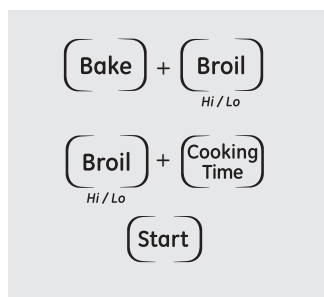 Bake + Broil
Hi / Lo
Broil + Cooking
Time
Hi / Lo
Start